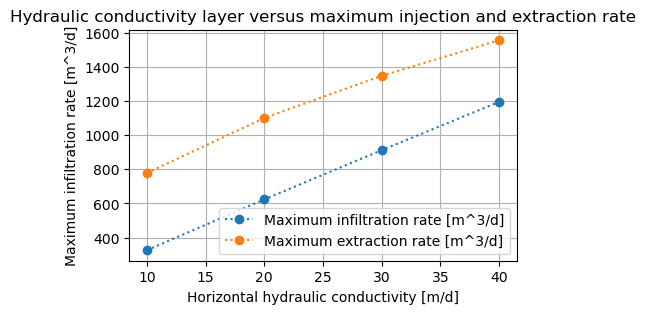 Hydraulic conductivity layer versus maximum injection and extraction rate
Maximum infiltration rate [m^3/d]
1600
1400
1200
1000
800
600
400
Maximum infiltration rate [m^3/d]
Maximum extraction rate [m^3/d]
10 15 20 25 30 35 40
Horizontal hydraulic conductivity [m/d]